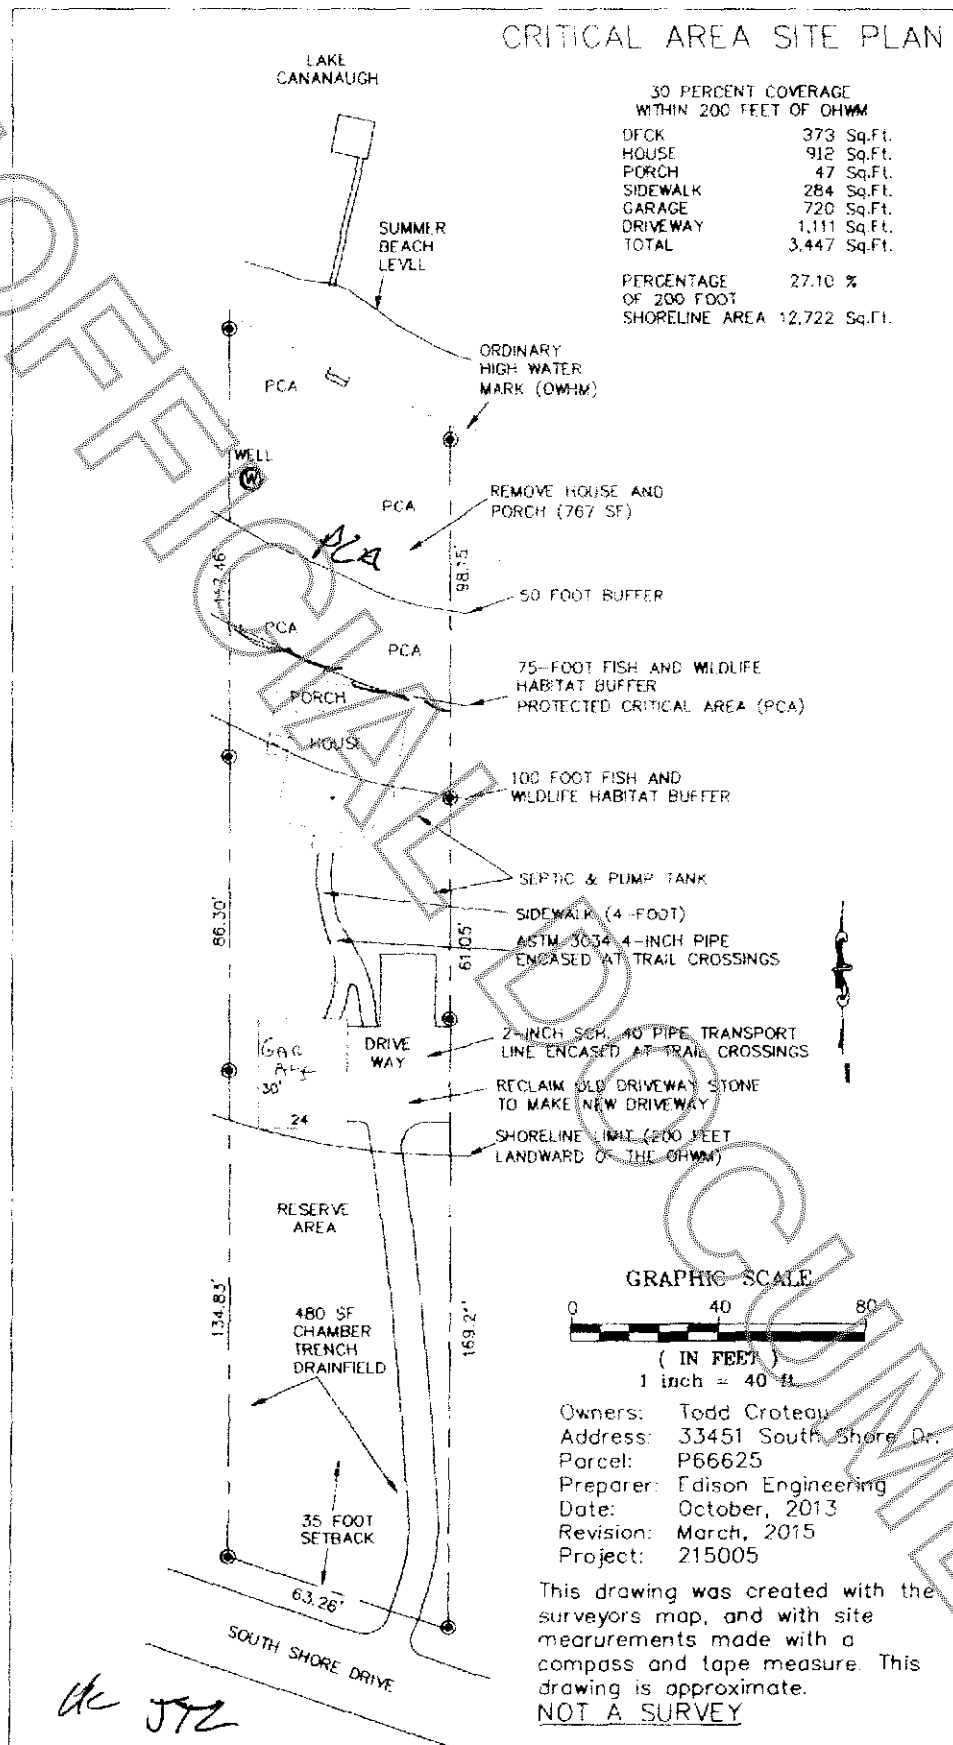 CRITICAL AREA SITE PLAN
LAKE
CANANAUGH
30 PERCENT COVERAGE
WITHIN 200 FEET OF OHWM
DECK 373 Sq.Ft.
HOUSE 912 Sq.Ft.
PORCH 47 Sq.Ft.
SIDEWALK 284 Sq.Ft.
GARAGE 720 Sq.Ft.
DRIVEWAY 1,111 Sq.Ft.
TOTAL 3,447 Sq.Ft.
PERCENTAGE 27.10 %
OF 200 FOOT
SHORELINE AREA 12,722 Sq.Ft.
SUMMER
BEACH
LEVEL
ORDINARY
HIGH WATER
MARK (OWHM)
PCA
WELL
W
PCA
REMOVE HOUSE AND
PORCH (767 SF)
PCA
98.15'
50 FOOT BUFFER
PCA
PCA
75-FOOT FISH AND WILDLIFE
HABITAT BUFFER
PROTECTED CRITICAL AREA (PCA)
PORCH
HOUSE
100 FOOT FISH AND
WILDLIFE HABITAT BUFFER
SEPTIC & PUMP TANK
SIDEWALK (4-FOOT)
86.30'
61.05'
ASTM 3034 4-INCH PIPE
ENCASED AT TRAIL CROSSINGS
DRIVE
WAY
2-INCH SCH. 40 PIPE TRANSPORT
LINE ENCASED AT TRAIL CROSSINGS
GAR
30'
24
RECLAIM OLD DRIVEWAY STONE
TO MAKE NEW DRIVEWAY
SHORELINE LIMIT (200 FEET
LANDWARD OF THE OHWM)
RESERVE
AREA
134.83'
169.21'
480 SF
CHAMBER
TRENCH
DRAINFIELD
35 FOOT
SETBACK
63.26'
SOUTH SHORE DRIVE
GRAPHIC SCALE
0 40 80
( IN FEET )
1 inch = 40 ft.
Owners: Todd Croteau
Address: 33451 South Shore Dr.
Parcel: P66625
Preparer: Edison Engineering
Date: October, 2013
Revision: March, 2015
Project: 215005
This drawing was created with the
surveyors map, and with site
mearurements made with a
compass and tape measure. This
drawing is approximate.
NOT A SURVEY
OFFICIAL DOCUME